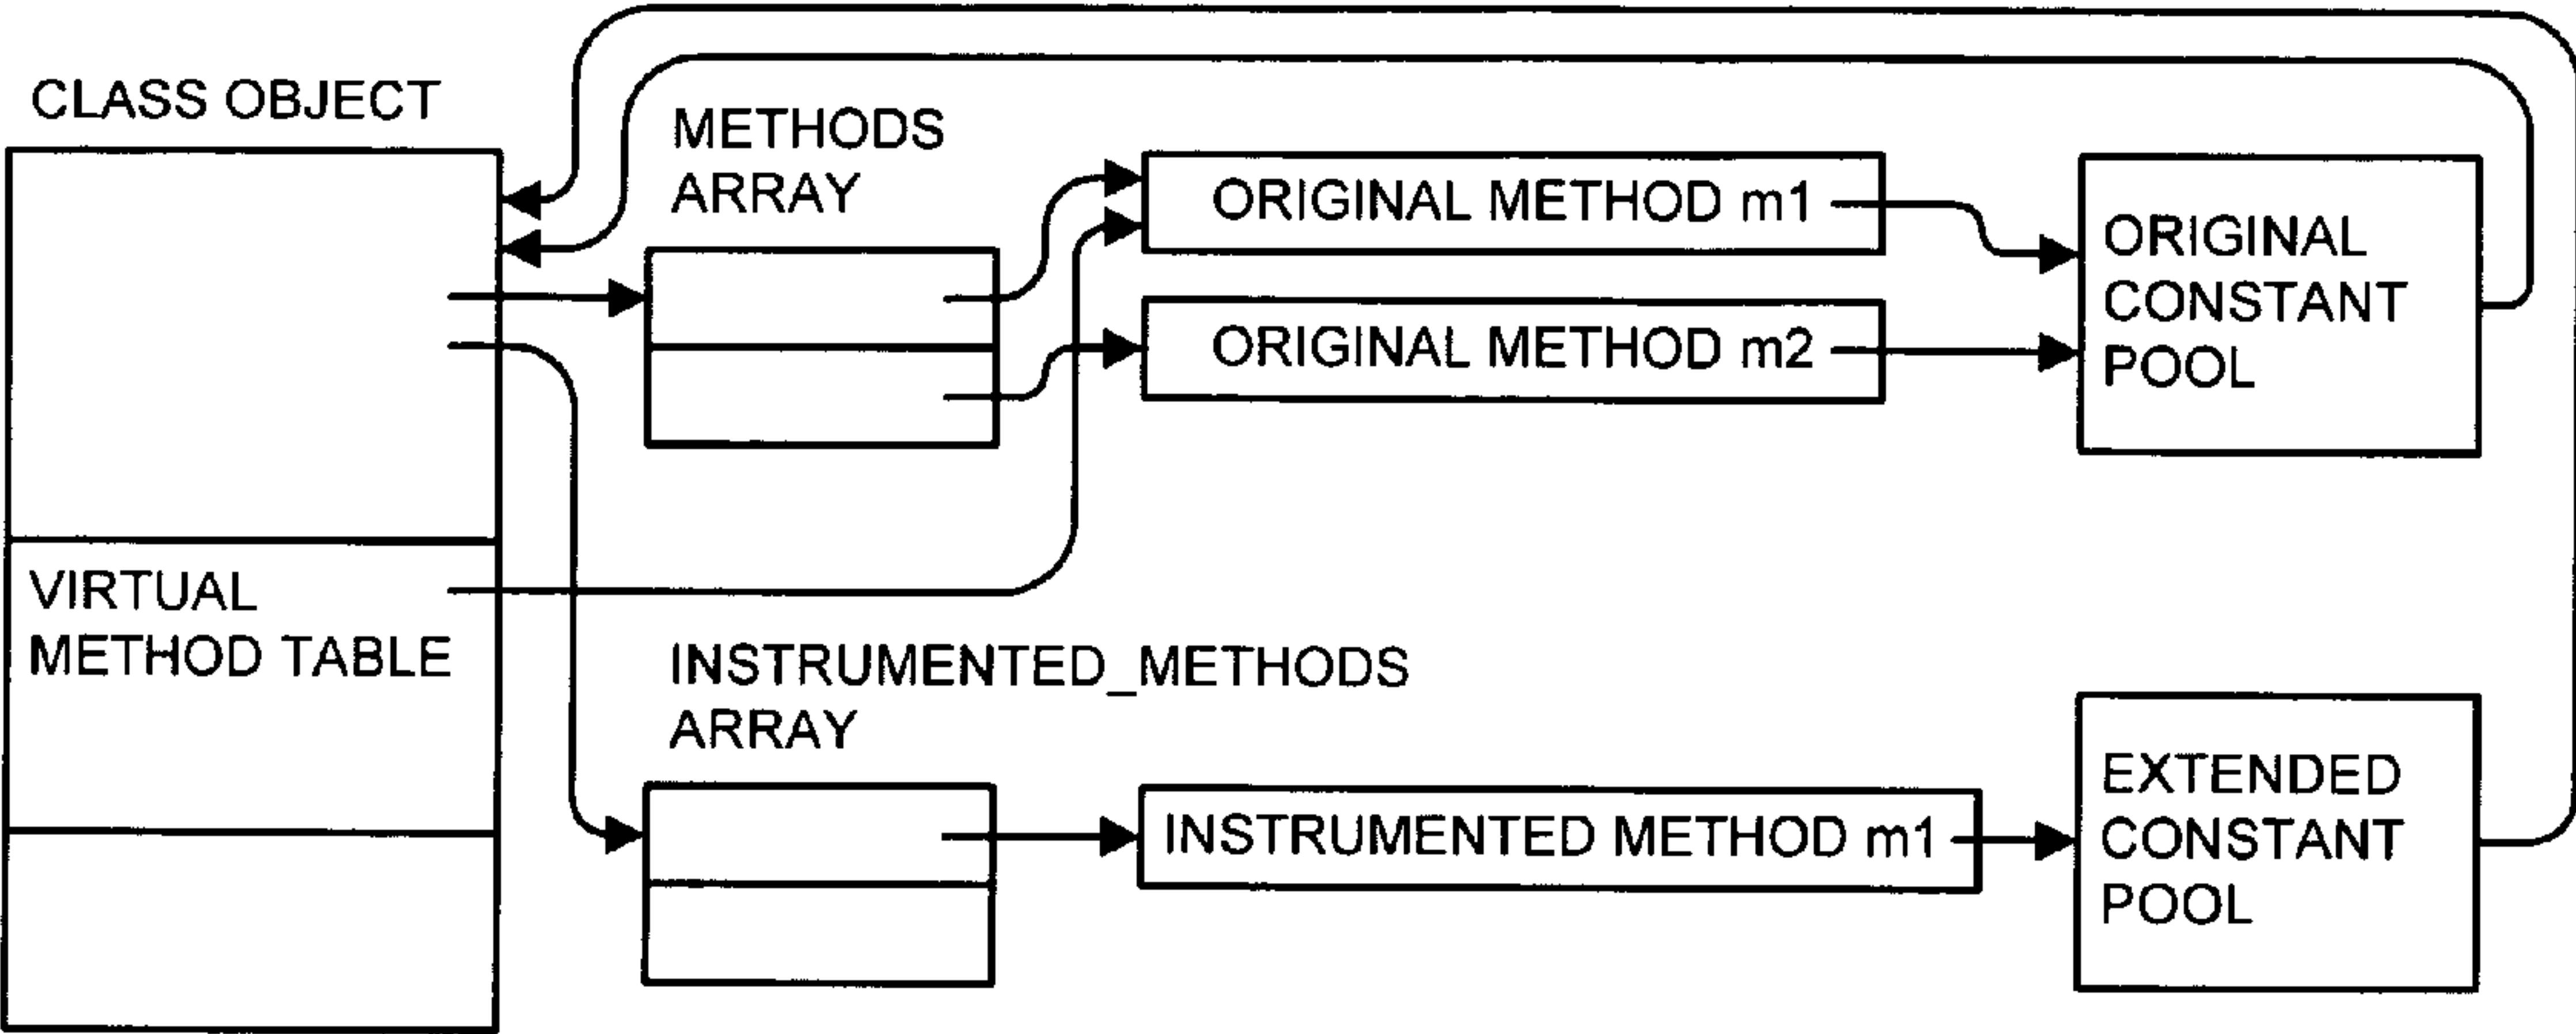 CLASS OBJECT
METHODS
ARRAY
ORIGINAL METHOD m1
ORIGINAL METHOD m2
ORIGINAL
CONSTANT
POOL
VIRTUAL
METHOD TABLE
INSTRUMENTED_METHODS
ARRAY
INSTRUMENTED METHOD m1
EXTENDED
CONSTANT
POOL